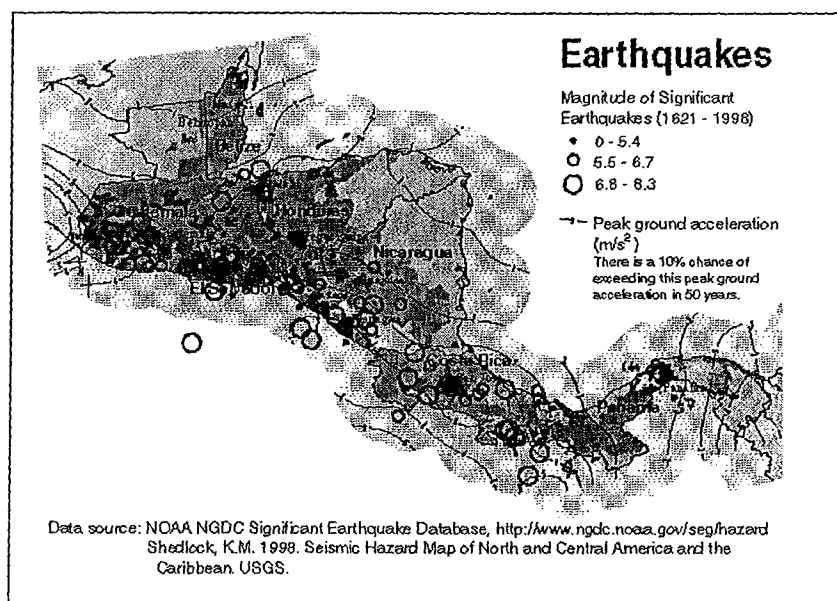 Earthquakes
Magnitude of Significant
Earthquakes (1621 - 1998)
0 - 5.4
5.5 - 6.7
6.8 - 8.3
Peak ground acceleration
(m/s²)
There is a 10% chance of
exceeding this peak ground
acceleration in 50 years.
Belize
Guatemala
Honduras
Nicaragua
El Salvador
Costa Rica
Panama
Data source: NOAA NGDC Significant Earthquake Database, http://www.ngdc.noaa.gov/seg/hazard
Shedlock, K.M. 1998. Seismic Hazard Map of North and Central America and the
Caribbean. USGS.